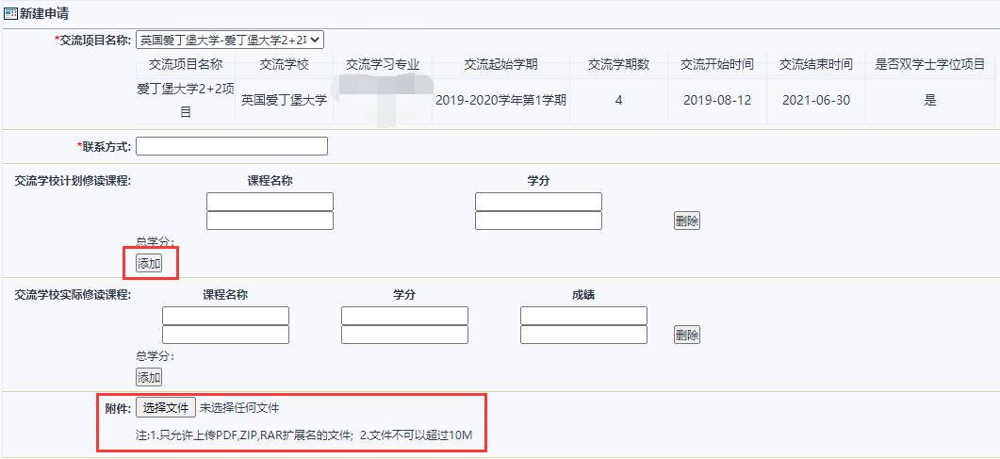 新建申请
*交流项目名称: 英国爱丁堡大学-爱丁堡大学2+2项
交流项目名称 交流学校 交流学习专业 交流起始学期 交流学期数 交流开始时间 交流结束时间 是否双学士学位项目
爱丁堡大学2+2项目 英国爱丁堡大学 2019-2020学年第1学期 4 2019-08-12 2021-06-30 是
*联系方式:
交流学校计划修读课程: 课程名称 学分
删除
总学分:
添加
交流学校实际修读课程: 课程名称 学分 成绩
删除
总学分:
添加
附件: 选择文件 未选择任何文件
注:1.只允许上传PDF,ZIP,RAR扩展名的文件; 2.文件不可以超过10M